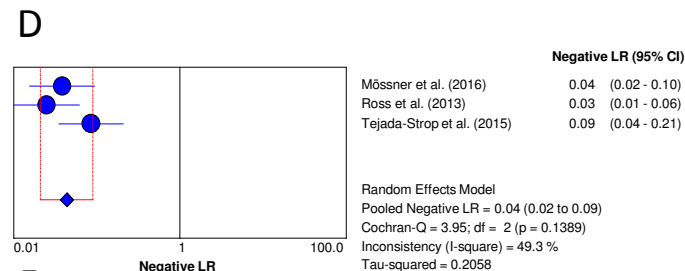 D
Negative LR (95% CI)
Mössner et al. (2016) 0.04 (0.02 - 0.10)
Ross et al. (2013) 0.03 (0.01 - 0.06)
Tejada-Strop et al. (2015) 0.09 (0.04 - 0.21)
Random Effects Model
Pooled Negative LR = 0.04 (0.02 to 0.09)
Cochran-Q = 3.95; df = 2 (p = 0.1389)
Inconsistency (I-square) = 49.3 %
Tau-squared = 0.2058
0.01 1 100.0
Negative LR